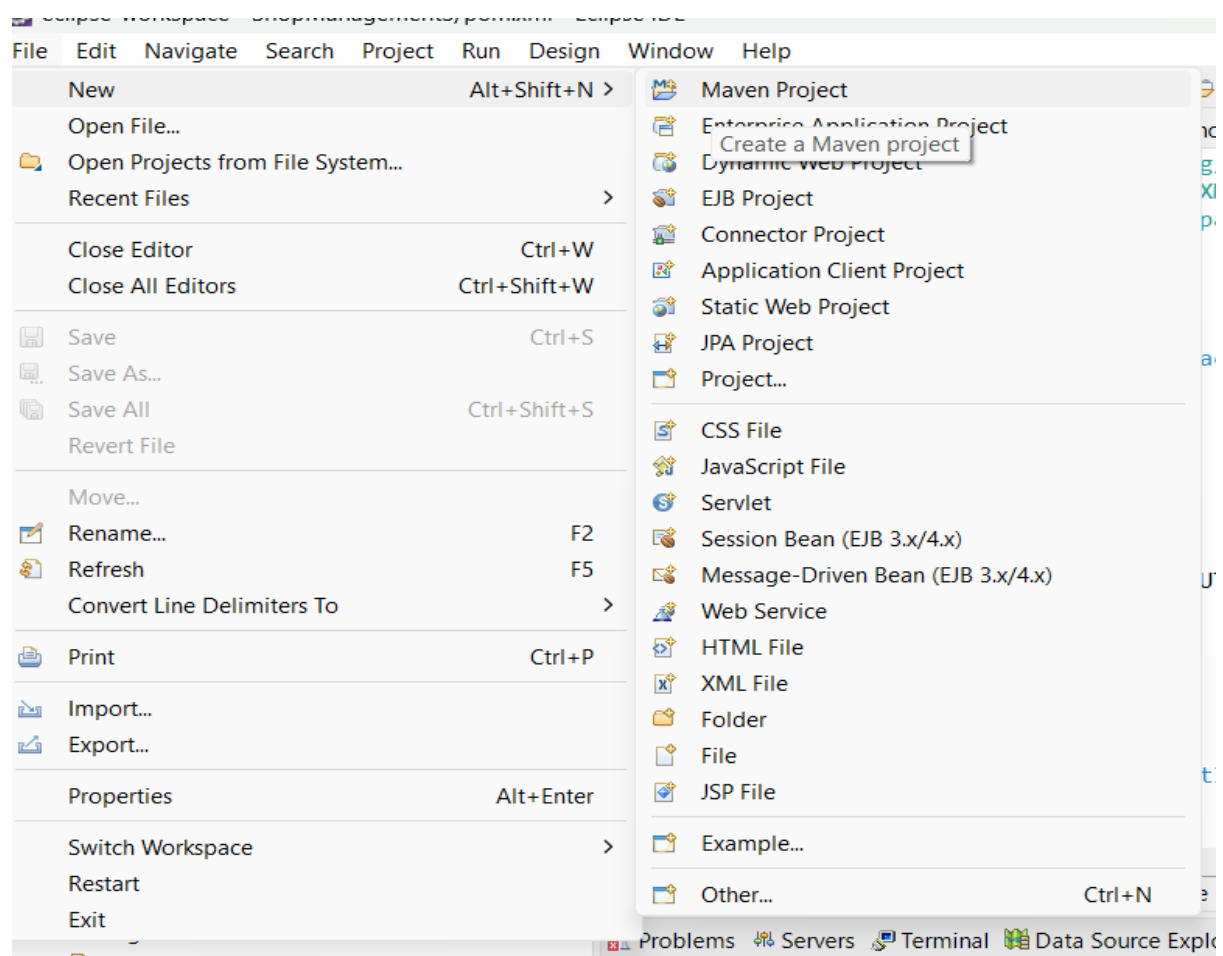 File Edit Navigate Search Project Run Design Window Help
New Alt+Shift+N >
Open File...
Open Projects from File System...
Recent Files >
Close Editor Ctrl+W
Close All Editors Ctrl+Shift+W
Save Ctrl+S
Save As...
Save All Ctrl+Shift+S
Revert File
Move...
Rename... F2
Refresh F5
Convert Line Delimiters To >
Print Ctrl+P
Import...
Export...
Properties Alt+Enter
Switch Workspace >
Restart
Exit
Maven Project
Enterprise Application Project
Create a Maven project
Dynamic Web Project
EJB Project
Connector Project
Application Client Project
Static Web Project
JPA Project
Project...
CSS File
JavaScript File
Servlet
Session Bean (EJB 3.x/4.x)
Message-Driven Bean (EJB 3.x/4.x)
Web Service
HTML File
XML File
Folder
File
JSP File
Example...
Other... Ctrl+N
Problems Servers Terminal Data Source